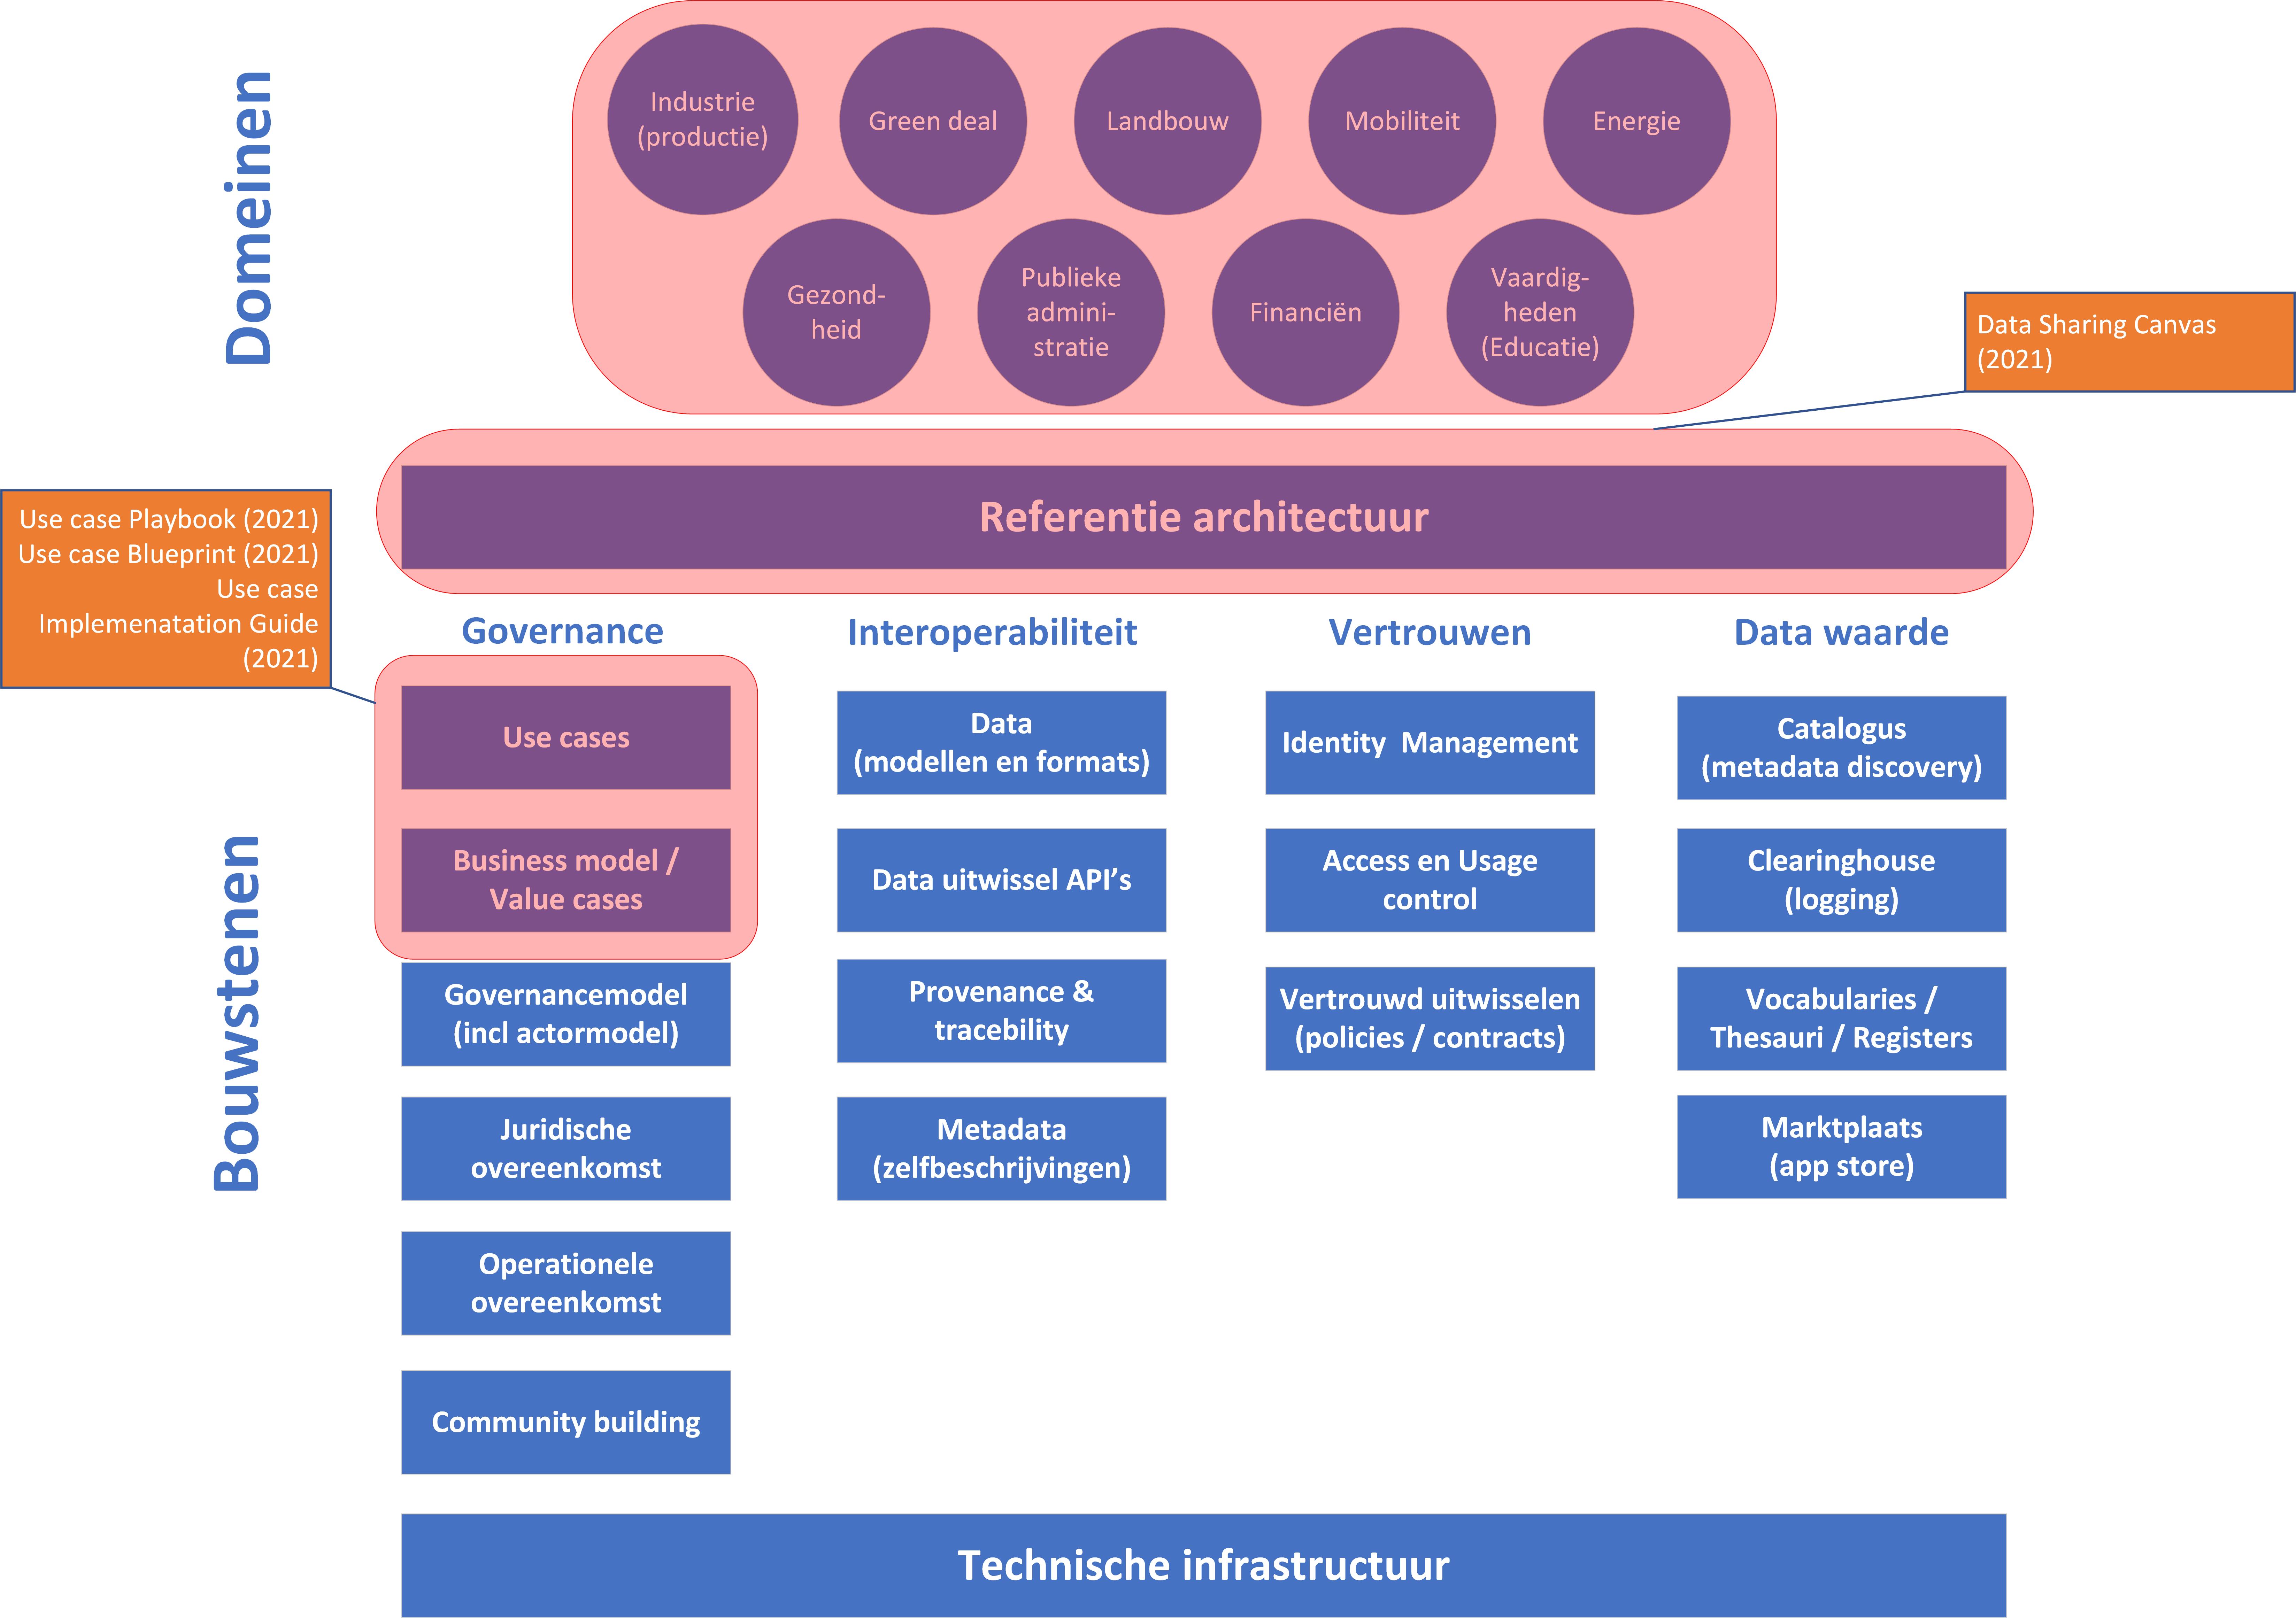 Domeinen
Industrie
(productie)
Green deal
Landbouw
Mobiliteit
Energie
Gezond-
heid
Publieke
admini-
stratie
Financiën
Vaardig-
heden
(Educatie)
Data Sharing Canvas
(2021)
Referentie architectuur
Use case Playbook (2021)
Use case Blueprint (2021)
Use case
Implemenatation Guide
(2021)
Bouwstenen
Governance
Use cases
Business model /
Value cases
Governancemodel
(incl actormodel)
Juridische
overeenkomst
Operationele
overeenkomst
Community building
Interoperabiliteit
Data
(modellen en formats)
Data uitwissel API’s
Provenance &
tracebility
Metadata
(zelfbeschrijvingen)
Vertrouwen
Identity  Management
Access en Usage
control
Vertrouwd uitwisselen
(policies / contracts)
Data waarde
Catalogus
(metadata discovery)
Clearinghouse
(logging)
Vocabularies /
Thesauri / Registers
Marktplaats
(app store)
Technische infrastructuur